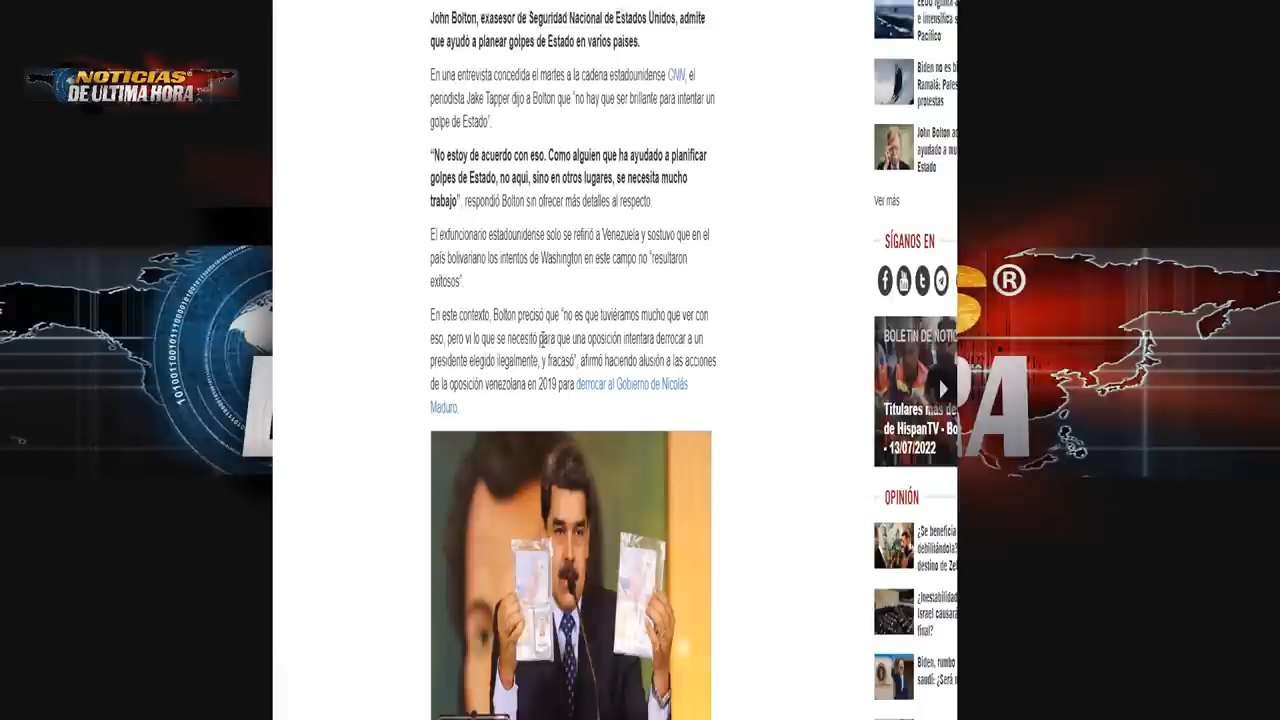 NOTICIAS
DE ÚLTIMA HORA
John Bolton, exasesor de Seguridad Nacional de Estados Unidos, admite
que ayudó a planear golpes de Estado en varios países.
En una entrevista concedida el martes a la cadena estadounidense CNN, el
periodista Jake Tapper dijo a Bolton que “no hay que ser brillante para intentar un
golpe de Estado”.
“No estoy de acuerdo con eso. Como alguien que ha ayudado a planificar
golpes de Estado, no aquí, sino en otros lugares, se necesita mucho
trabajo”, respondió Bolton sin ofrecer más detalles al respecto.
El exfuncionario estadounidense solo se refirió a Venezuela y sostuvo que en el
país bolivariano los intentos de Washington en este campo no “resultaron
exitosos”.
En este contexto, Bolton precisó que “no es que tuviéramos mucho que ver con
eso, pero vi lo que se necesitó para que una oposición intentara derrocar a un
presidente elegido ilegalmente, y fracasó”, afirmó haciendo alusión a las acciones
de la oposición venezolana en 2019 para derrocar al Gobierno de Nicolás
Maduro.
e intensifica s
Pacífico
Biden no es bi
Ramalá: Pales
protestas
John Bolton ad
ayudado a mu
Estado
Ver más
SÍGANOS EN
BOLETÍN DE NOTIC
Titulares más de
de HispanTV - Bo
- 13/07/2022
OPINIÓN
¿Se beneficia
debilitándola?
destino de Ze
¿Inestabilidad
Israel causará
final?
Biden, rumbo
saudí: ¿Será
S®
RA
101001100101110001001